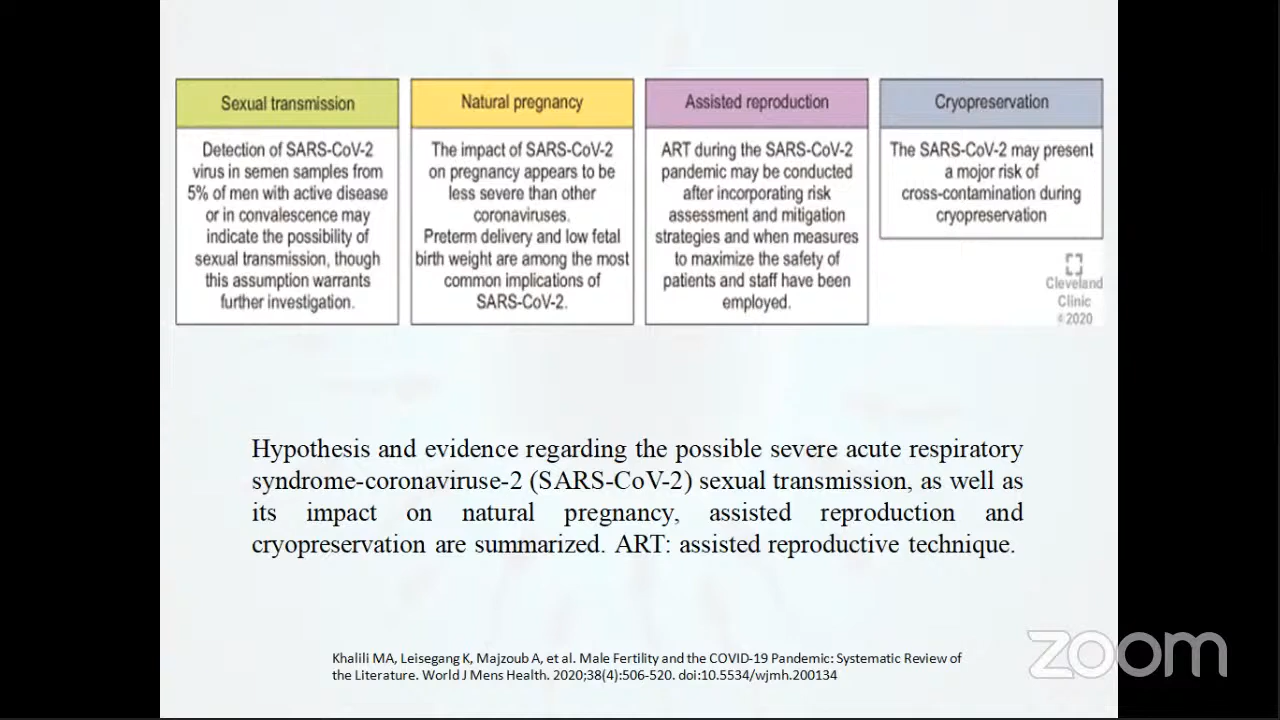 Sexual transmission
Detection of SARS-CoV-2
virus in semen samples from
5% of men with active disease
or in convalescence may
indicate the possibility of
sexual transmission, though
this assumption warrants
further investigation.
Natural pregnancy
The impact of SARS-CoV-2
on pregnancy appears to be
less severe than other
coronaviruses.
Preterm delivery and low fetal
birth weight are among the most
common implications of
SARS-CoV-2.
Assisted reproduction
ART during the SARS-CoV-2
pandemic may be conducted
after incorporating risk
assessment and mitigation
strategies and when measures
to maximize the safety of
patients and staff have been
employed.
Cryopreservation
The SARS-CoV-2 may present
a mojor risk of
cross-contamination during
cryopreservation
Cleveland
Clinic
©2020
Hypothesis and evidence regarding the possible severe acute respiratory
syndrome-coronaviruse-2 (SARS-CoV-2) sexual transmission, as well as
its impact on natural pregnancy, assisted reproduction and
cryopreservation are summarized. ART: assisted reproductive technique.
Khalili MA, Leisegang K, Majzoub A, et al. Male Fertility and the COVID-19 Pandemic: Systematic Review of
the Literature. World J Mens Health. 2020;38(4):506-520. doi:10.5534/wjmh.200134
zoom